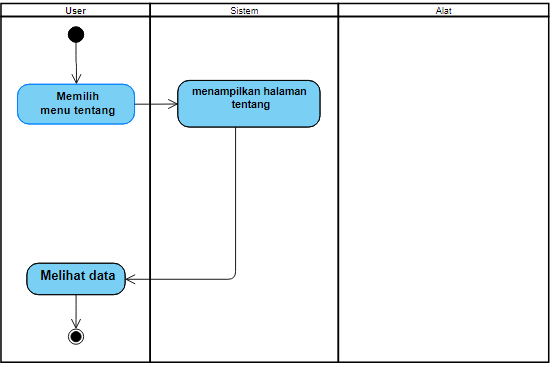 User
Sistem
Alat
Memilih
menu tentang
menampilkan halaman
tentang
Melihat data